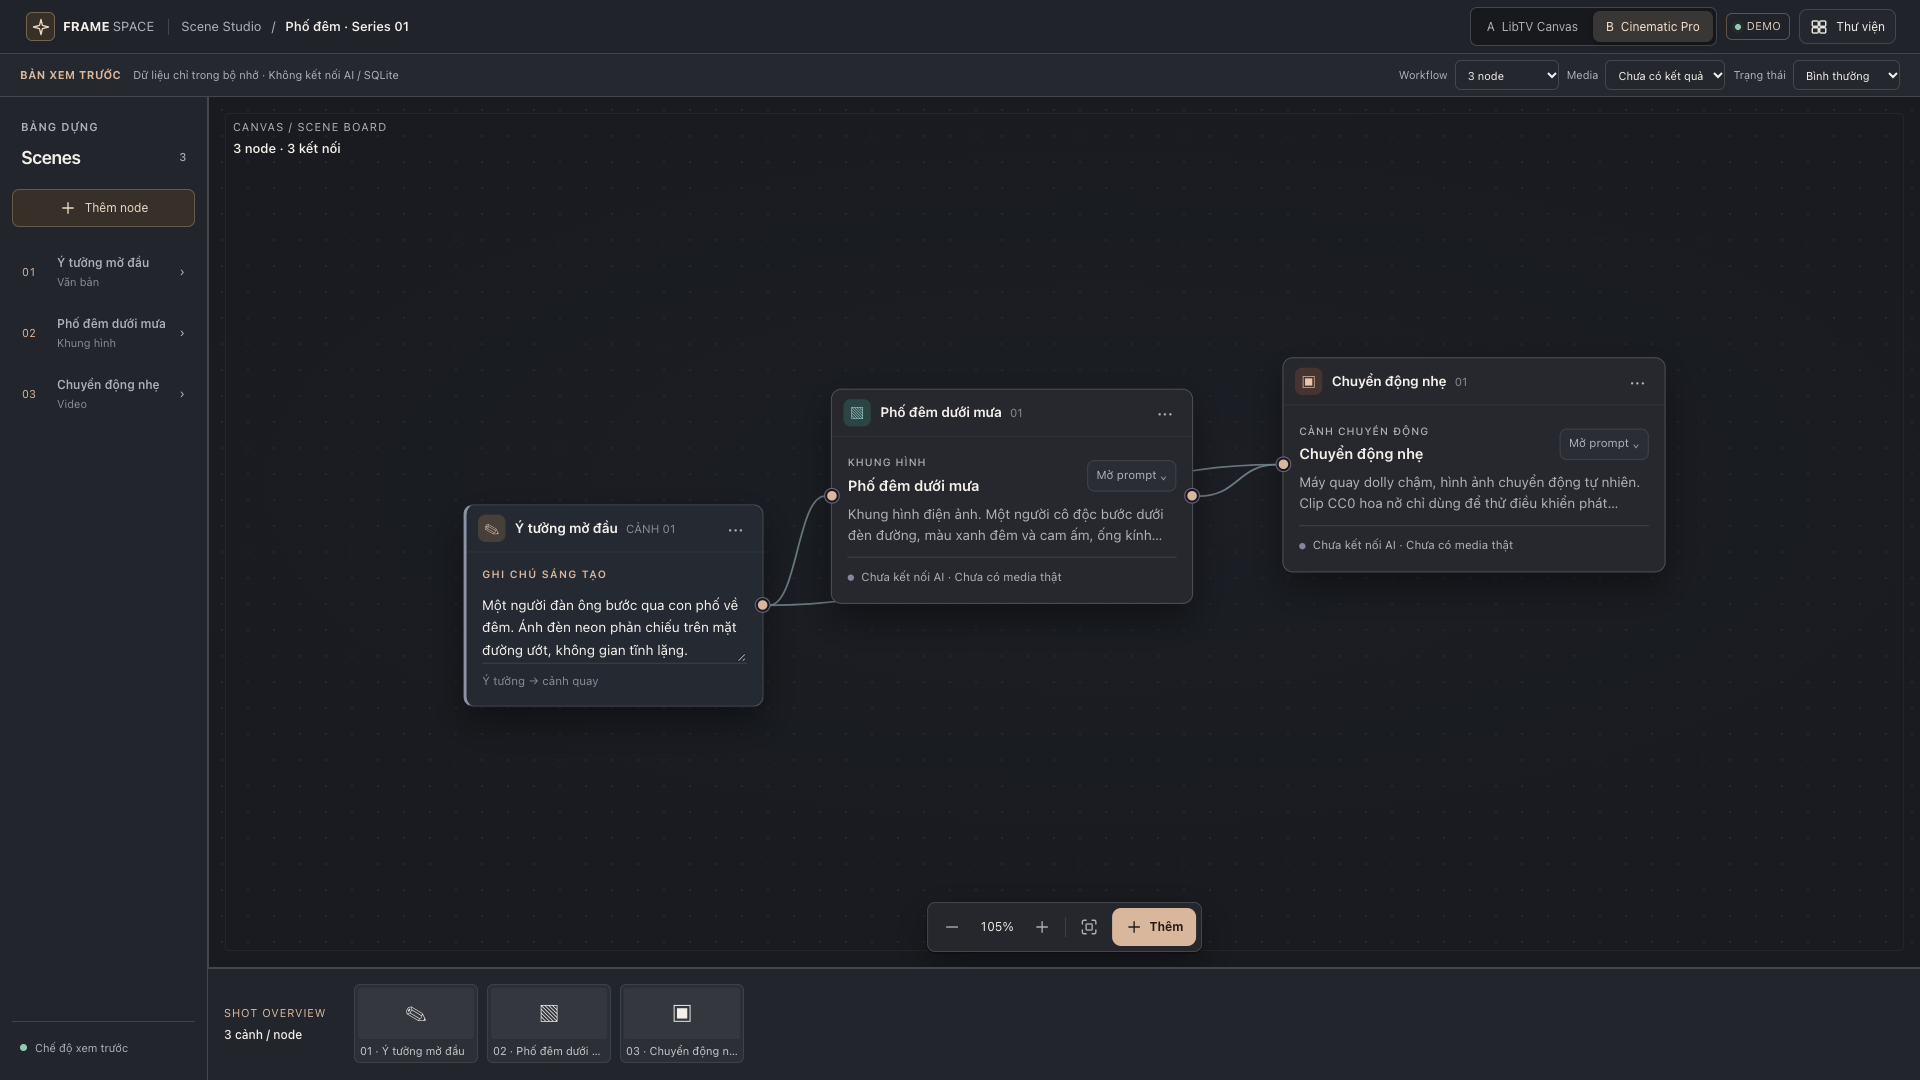 FRAME SPACE
Scene Studio / Phố đêm · Series 01
A LibTV Canvas
B Cinematic Pro
DEMO
Thư viện
BẢN XEM TRƯỚC
Dữ liệu chỉ trong bộ nhớ · Không kết nối AI / SQLite
Workflow
3 node
Media
Chưa có kết quả
Trạng thái
Bình thường
BẢNG DỰNG
Scenes
3
Thêm node
01
Ý tưởng mở đầu
Văn bản
02
Phố đêm dưới mưa
Khung hình
03
Chuyển động nhẹ
Video
Chế độ xem trước
CANVAS / SCENE BOARD
3 node · 3 kết nối
Ý tưởng mở đầu CẢNH 01
GHI CHÚ SÁNG TẠO
Một người đàn ông bước qua con phố về
đêm. Ánh đèn neon phản chiếu trên mặt
đường ướt, không gian tĩnh lặng.
Ý tưởng → cảnh quay
Phố đêm dưới mưa 01
KHUNG HÌNH
Phố đêm dưới mưa
Mở prompt
Khung hình điện ảnh. Một người cô độc bước dưới
đèn đường, màu xanh đêm và cam ấm, ống kính...
Chưa kết nối AI · Chưa có media thật
Chuyển động nhẹ 01
CẢNH CHUYỂN ĐỘNG
Chuyển động nhẹ
Mở prompt
Máy quay dolly chậm, hình ảnh chuyển động tự nhiên.
Clip CC0 hoa nở chỉ dùng để thử điều khiển phát...
Chưa kết nối AI · Chưa có media thật
105%
Thêm
SHOT OVERVIEW
3 cảnh / node
01 · Ý tưởng mở đầu
02 · Phố đêm dưới ...
03 · Chuyển động n...